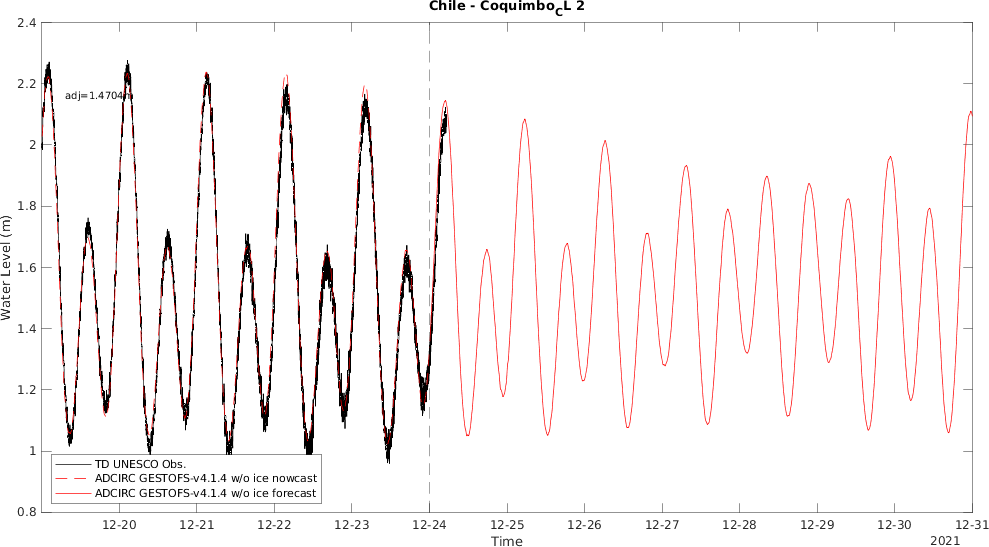 Chile - Coquimbo_CL 2
2.4
2.2
2
1.8
1.6
1.4
1.2
1
0.8
Water Level (m)
adj=1.4704m
TD UNESCO Obs.
ADCIRC GESTOFS-v4.1.4 w/o ice nowcast
ADCIRC GESTOFS-v4.1.4 w/o ice forecast
12-20 12-21 12-22 12-23 12-24 12-25 12-26 12-27 12-28 12-29 12-30 12-31
Time
2021